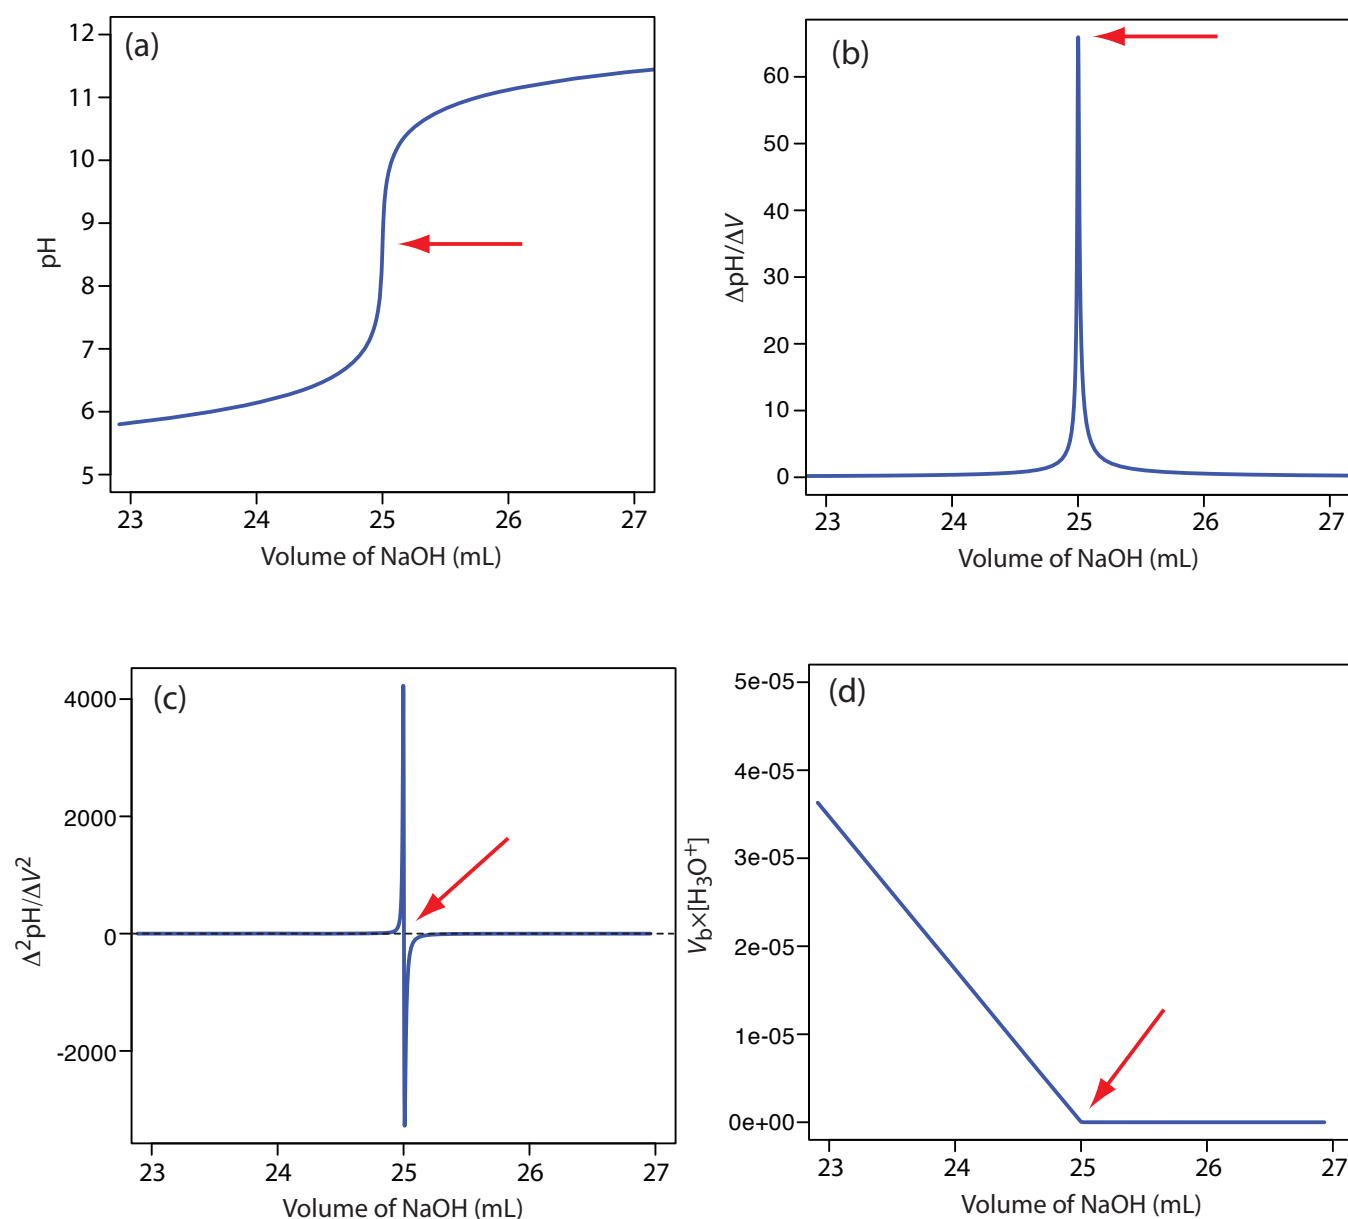 (a)
12
11
10
9
8
7
6
5
pH
23 24 25 26 27
Volume of NaOH (mL)
(b)
60
50
40
30
20
10
0
ΔpH/ΔV
23 24 25 26 27
Volume of NaOH (mL)
(c)
4000
2000
0
-2000
Δ²pH/ΔV²
23 24 25 26 27
Volume of NaOH (mL)
(d)
5e-05
4e-05
3e-05
2e-05
1e-05
0e+00
V_b×[H₃O⁺]
23 24 25 26 27
Volume of NaOH (mL)